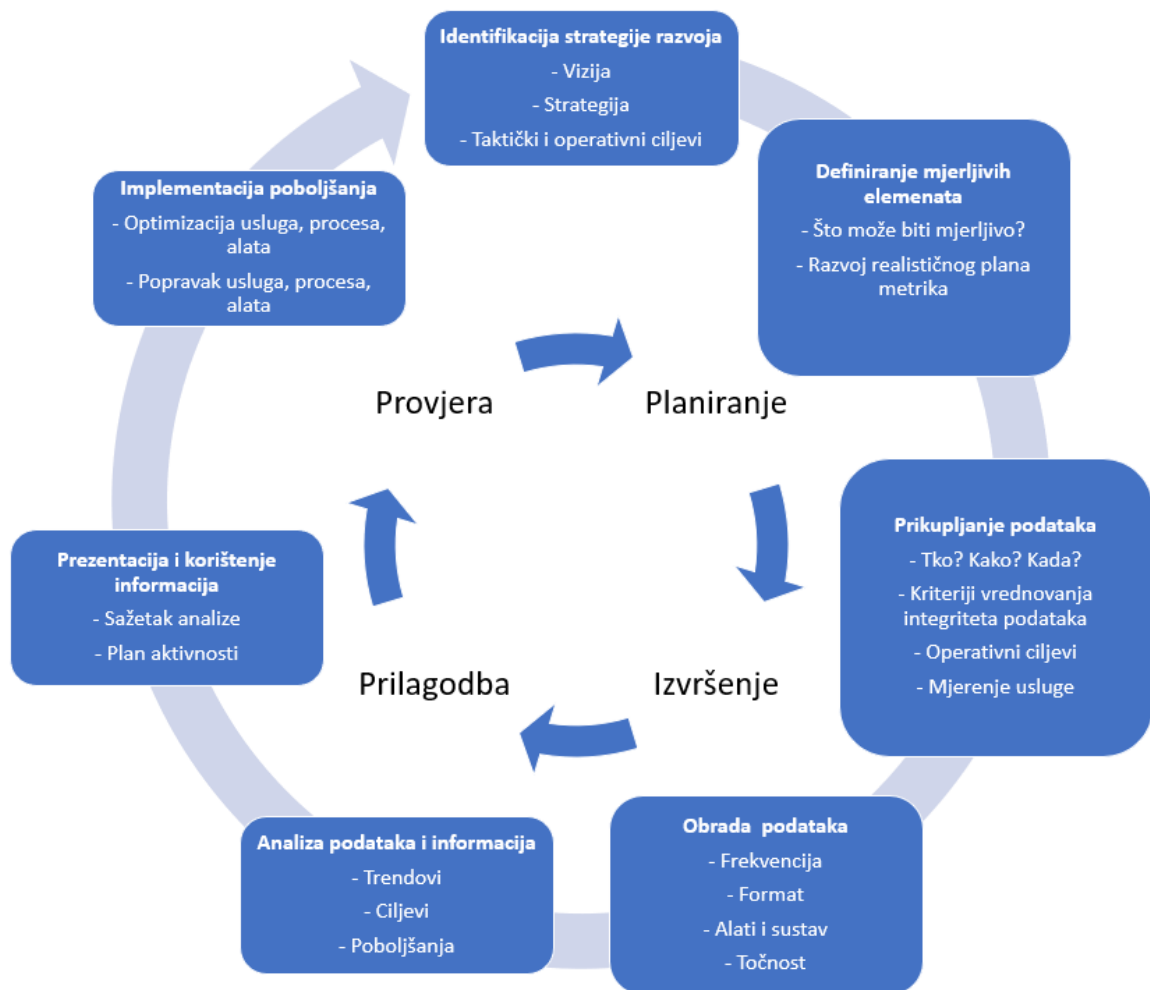 Identifikacija strategije razvoja
- Vizija
- Strategija
- Taktički i operativni ciljevi
Definiranje mjerljivih
elemenata
- Što može biti mjerljivo?
- Razvoj realističnog plana
metrika
Prikupljanje podataka
- Tko? Kako? Kada?
- Kriteriji vrednovanja
integriteta podataka
- Operativni ciljevi
- Mjerenje usluge
Obrada podataka
- Frekvencija
- Format
- Alati i sustav
- Točnost
Analiza podataka i informacija
- Trendovi
- Ciljevi
- Poboljšanja
Prezentacija i korištenje
informacija
- Sažetak analize
- Plan aktivnosti
Implementacija poboljšanja
- Optimizacija usluga, procesa,
alata
- Popravak usluga, procesa,
alata
Provjera
Planiranje
Izvršenje
Prilagodba